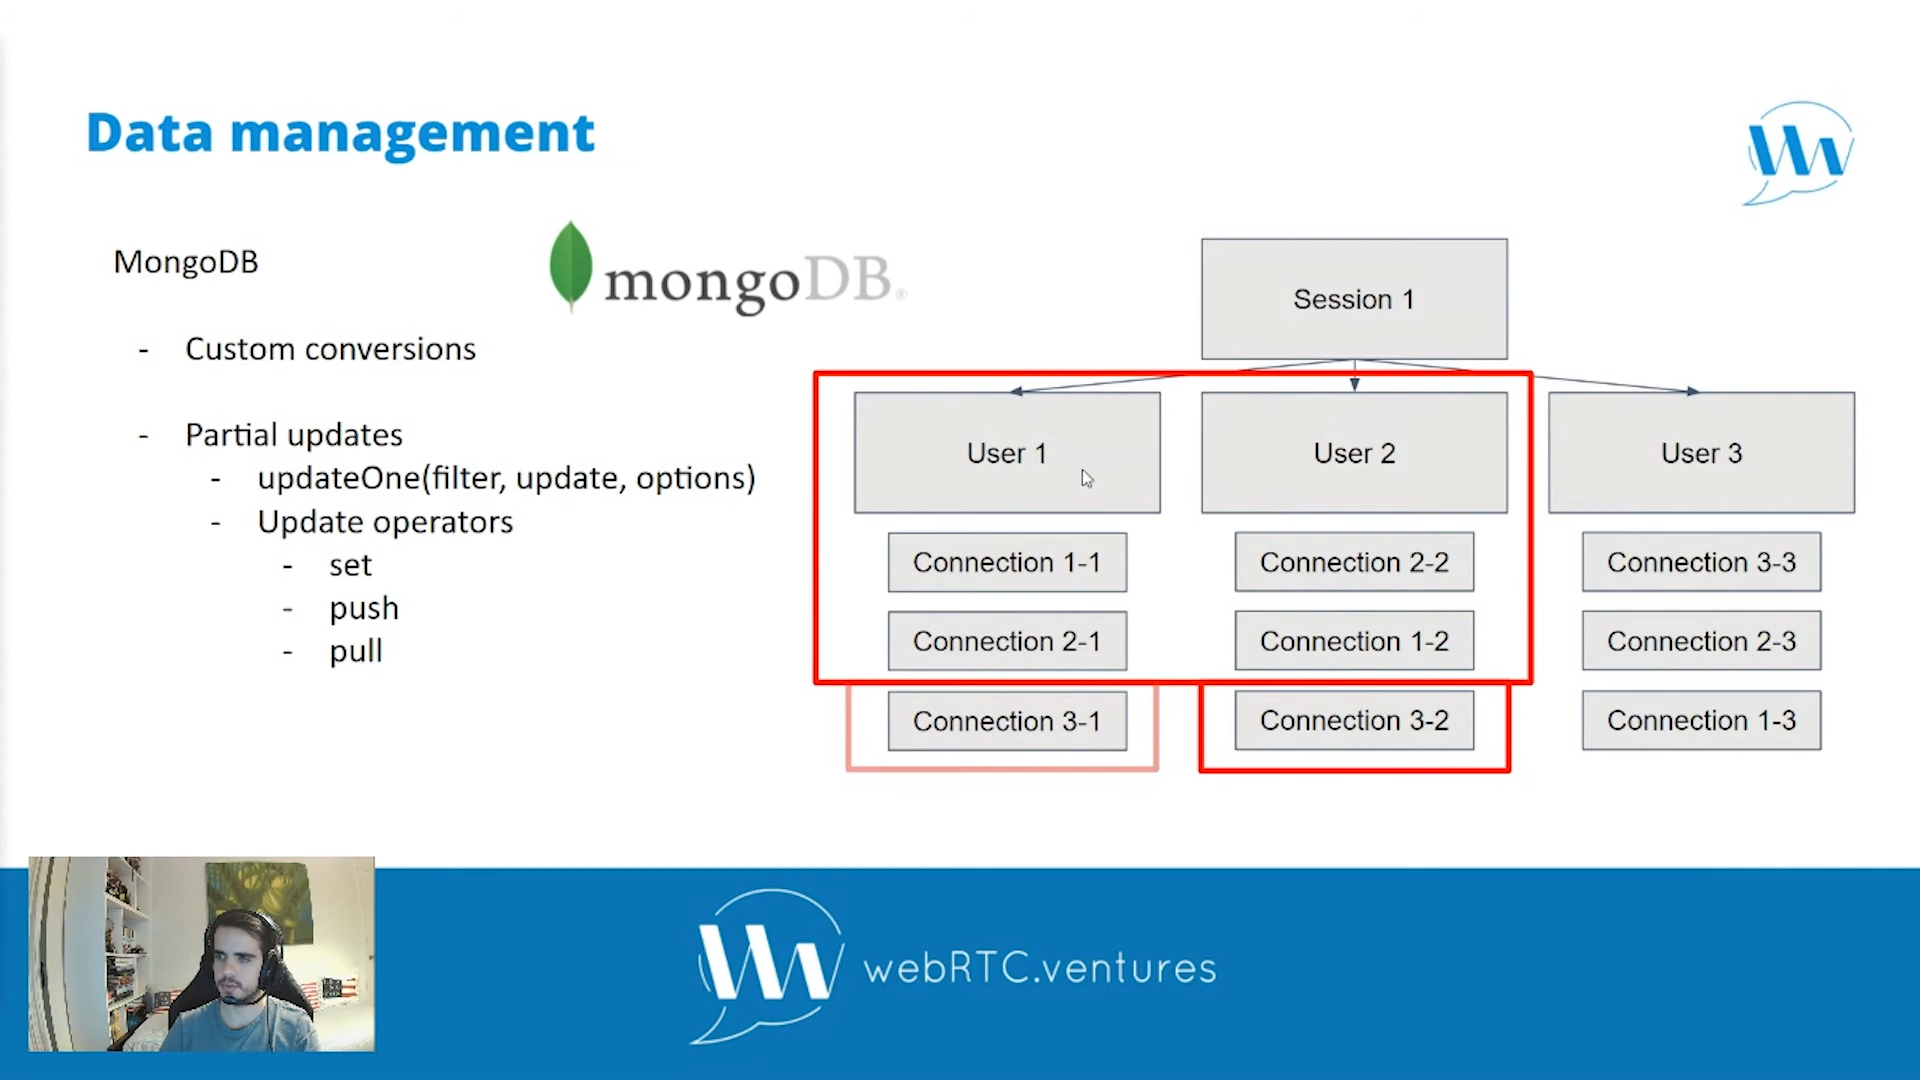 Data management
MongoDB
mongoDB®
- Custom conversions
- Partial updates
- updateOne(filter, update, options)
- Update operators
- set
- push
- pull
Session 1
User 1
User 2
User 3
Connection 1-1
Connection 2-2
Connection 3-3
Connection 2-1
Connection 1-2
Connection 2-3
Connection 3-1
Connection 3-2
Connection 1-3
webRTC.ventures